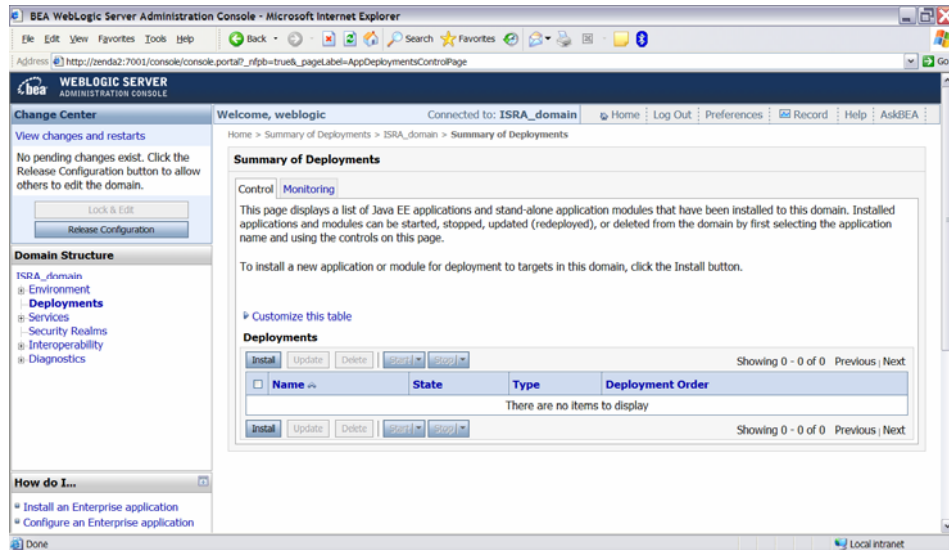 BEA WebLogic Server Administration Console - Microsoft Internet Explorer
File Edit View Favorites Tools Help
Back Search Favorites
Address http://zenda2:7001/console/console.portal?_nfpb=true&_pageLabel=AppDeploymentsControlPage Go
bea WEBLOGIC SERVER
ADMINISTRATION CONSOLE
Change Center
View changes and restarts
No pending changes exist. Click the
Release Configuration button to allow
others to edit the domain.
Lock & Edit
Release Configuration
Domain Structure
ISRA_domain
Environment
Deployments
Services
Security Realms
Interoperability
Diagnostics
How do I...
Install an Enterprise application
Configure an Enterprise application
Welcome, weblogic Connected to: ISRA_domain Home Log Out Preferences Record Help AskBEA
Home > Summary of Deployments > ISRA_domain > Summary of Deployments
Summary of Deployments
Control Monitoring
This page displays a list of Java EE applications and stand-alone application modules that have been installed to this domain. Installed
applications and modules can be started, stopped, updated (redeployed), or deleted from the domain by first selecting the application
name and using the controls on this page.
To install a new application or module for deployment to targets in this domain, click the Install button.
Customize this table
Deployments
Install Update Delete Start Stop Showing 0 - 0 of 0 Previous | Next
Name State Type Deployment Order
There are no items to display
Install Update Delete Start Stop Showing 0 - 0 of 0 Previous | Next
Done Local intranet